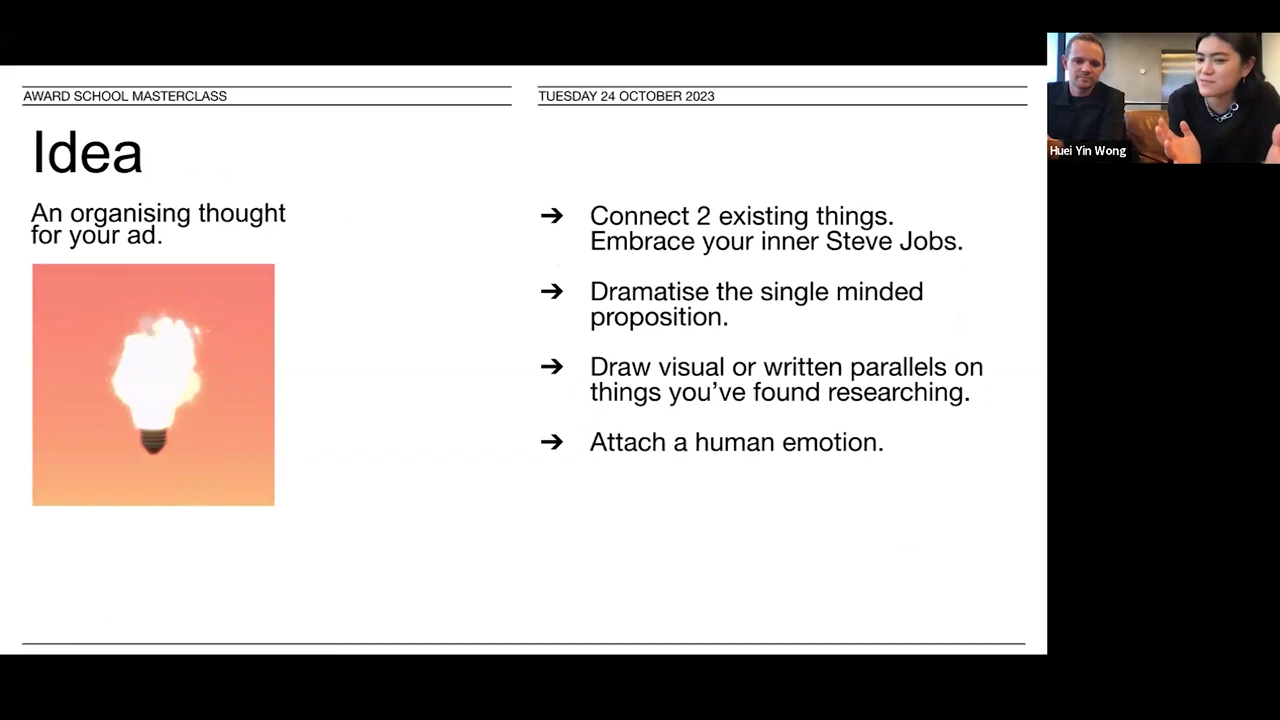 AWARD SCHOOL MASTERCLASS
TUESDAY 24 OCTOBER 2023
Idea
An organising thought
for your ad.
➔ Connect 2 existing things.
Embrace your inner Steve Jobs.
➔ Dramatise the single minded
proposition.
➔ Draw visual or written parallels on
things you’ve found researching.
➔ Attach a human emotion.
Huei Yin Wong